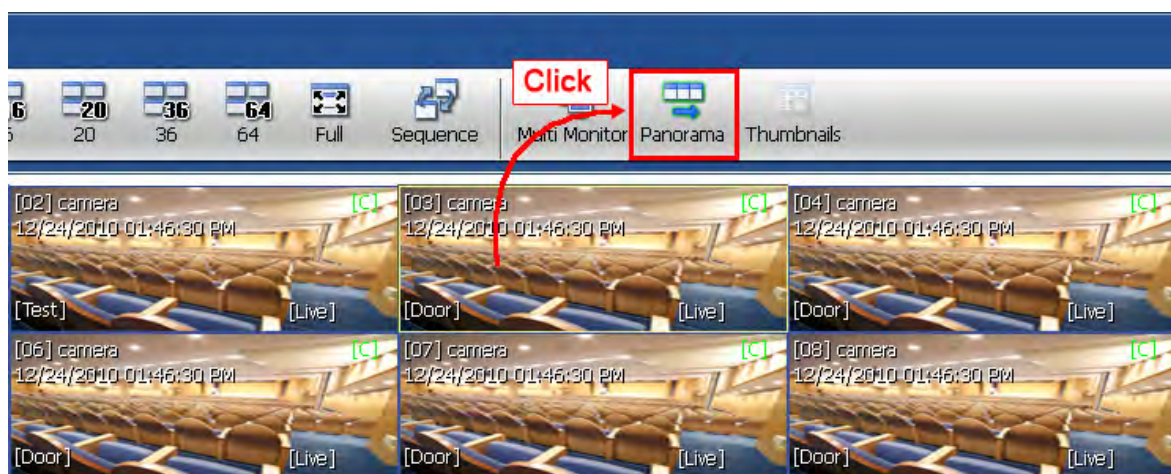 Click
16 20 36 64
6 20 36 64 Full Sequence Multi Monitor Panorama Thumbnails
[02] camera [C] [03] camera [C] [04] camera [C]
12/24/2010 01:46:30 PM 12/24/2010 01:46:30 PM 12/24/2010 01:46:30 PM
[Test] [Live] [Door] [Live] [Door] [Live]
[06] camera [C] [07] camera [C] [08] camera [C]
12/24/2010 01:46:30 PM 12/24/2010 01:46:30 PM 12/24/2010 01:46:30 PM
[Door] [Live] [Door] [Live] [Door] [Live]